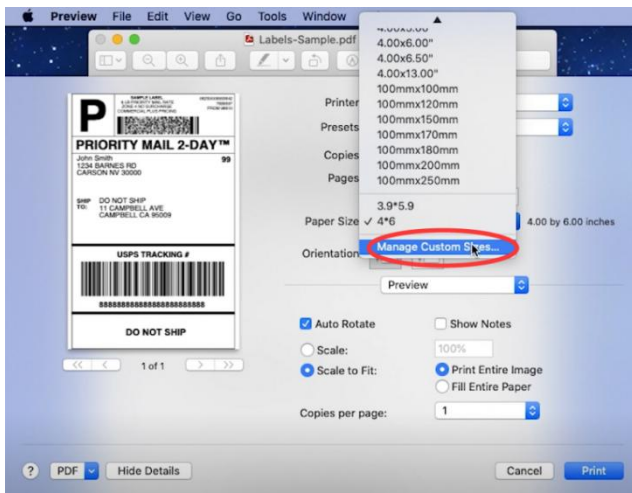 Preview File Edit View Go Tools Window
Labels-Sample.pdf
4.00x6.00"
4.00x6.50"
4.00x13.00"
100mmx100mm
100mmx120mm
100mmx150mm
100mmx170mm
100mmx180mm
100mmx200mm
100mmx250mm
3.9*5.9
✓ 4*6
Manage Custom Sizes...
Printer
Presets
Copies
Pages
Paper Size
4.00 by 6.00 inches
Orientation
Preview
Auto Rotate
Show Notes
Scale:
100%
Scale to Fit:
Print Entire Image
Fill Entire Paper
Copies per page:
1
P
SAMPLE LABEL
PRIORITY MAIL 2-DAY™
John Smith 99
1234 BARNES RD
CARSON NV 30000
SHIP TO:
DO NOT SHIP
11 CAMPBELL AVE
CAMPBELL CA 95009
USPS TRACKING #
DO NOT SHIP
1 of 1
? PDF Hide Details Cancel Print